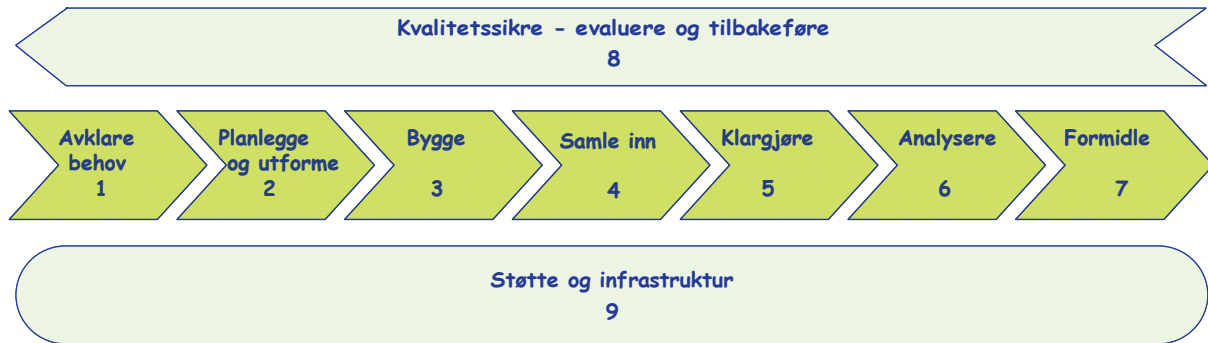 Kvalitetssikre - evaluere og tilbakeføre
8
Avklare
behov
1
Planlegge
og utforme
2
Bygge
3
Samle inn
4
Klargjøre
5
Analysere
6
Formidle
7
Støtte og infrastruktur
9